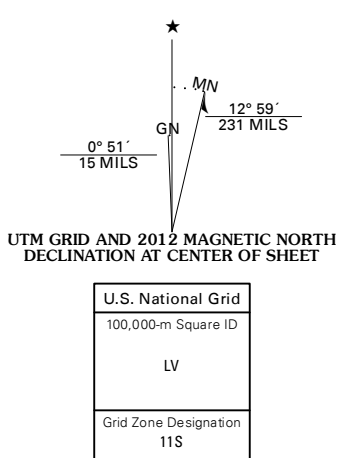 ★
MN
GN
12° 59´
231 MILS
0° 51´
15 MILS
UTM GRID AND 2012 MAGNETIC NORTH
DECLINATION AT CENTER OF SHEET
U.S. National Grid
100,000-m Square ID
LV
Grid Zone Designation
11S